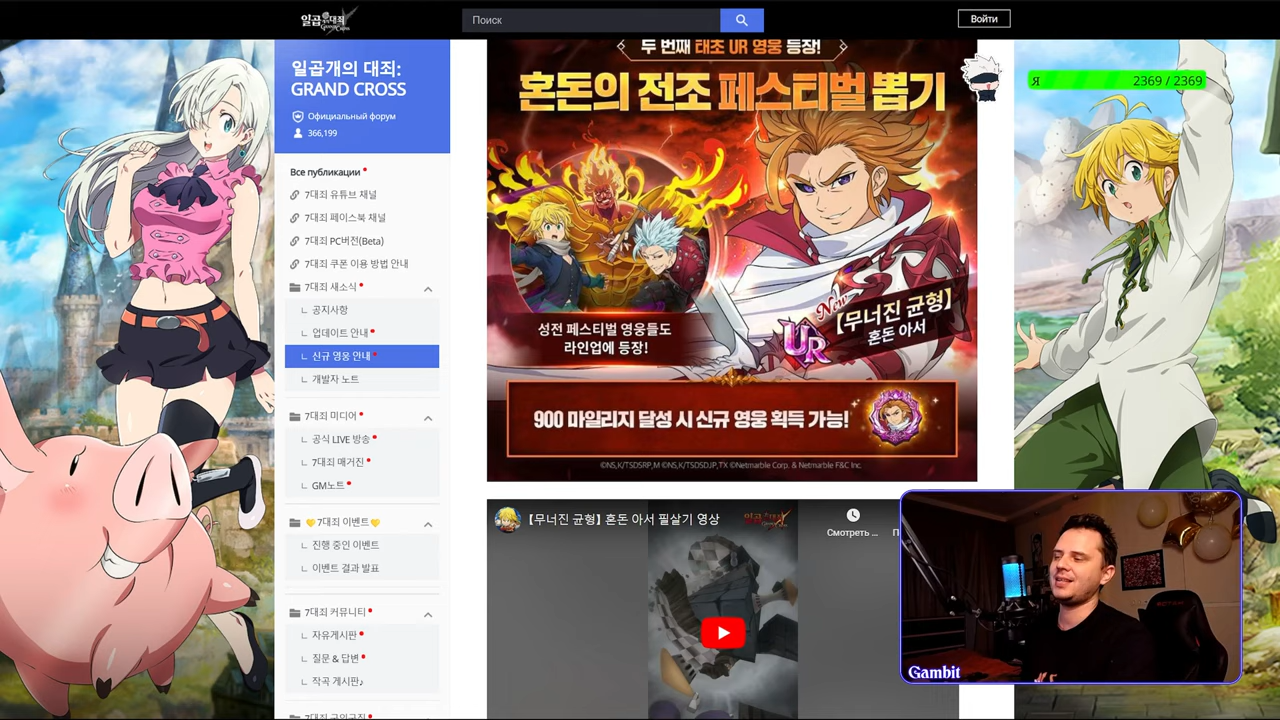 일곱개의 대죄
Grand Cross
Поиск
Войти
일곱개의 대죄:
GRAND CROSS
Официальный форум
366,199
Все публикации
7대죄 유튜브 채널
7대죄 페이스북 채널
7대죄 PC버전(Beta)
7대죄 쿠폰 이용 방법 안내
7대죄 새소식
ㄴ 공지사항
ㄴ 업데이트 안내
ㄴ 신규 영웅 안내
ㄴ 개발자 노트
7대죄 미디어
ㄴ 공식 LIVE 방송
ㄴ 7대죄 매거진
ㄴ GM노트
💛7대죄 이벤트💛
ㄴ 진행 중인 이벤트
ㄴ 이벤트 결과 발표
7대죄 커뮤니티
ㄴ 자유게시판
ㄴ 질문 & 답변
ㄴ 작곡 게시판♪
두 번째 태초 UR 영웅 등장!
혼돈의 전조 페스티벌 뽑기
성전 페스티벌 영웅들도
라인업에 등장!
New
UR
【무너진 균형】
혼돈 아서
900 마일리지 달성 시 신규 영웅 획득 가능!
©NS,K/TSDSRP,M ©NS,K/TSDSDJP,TX ©Netmarble Corp. & Netmarble F&C Inc.
【무너진 균형】 혼돈 아서 필살기 영상
Смотреть ...
Я
2369 / 2369
Gambit